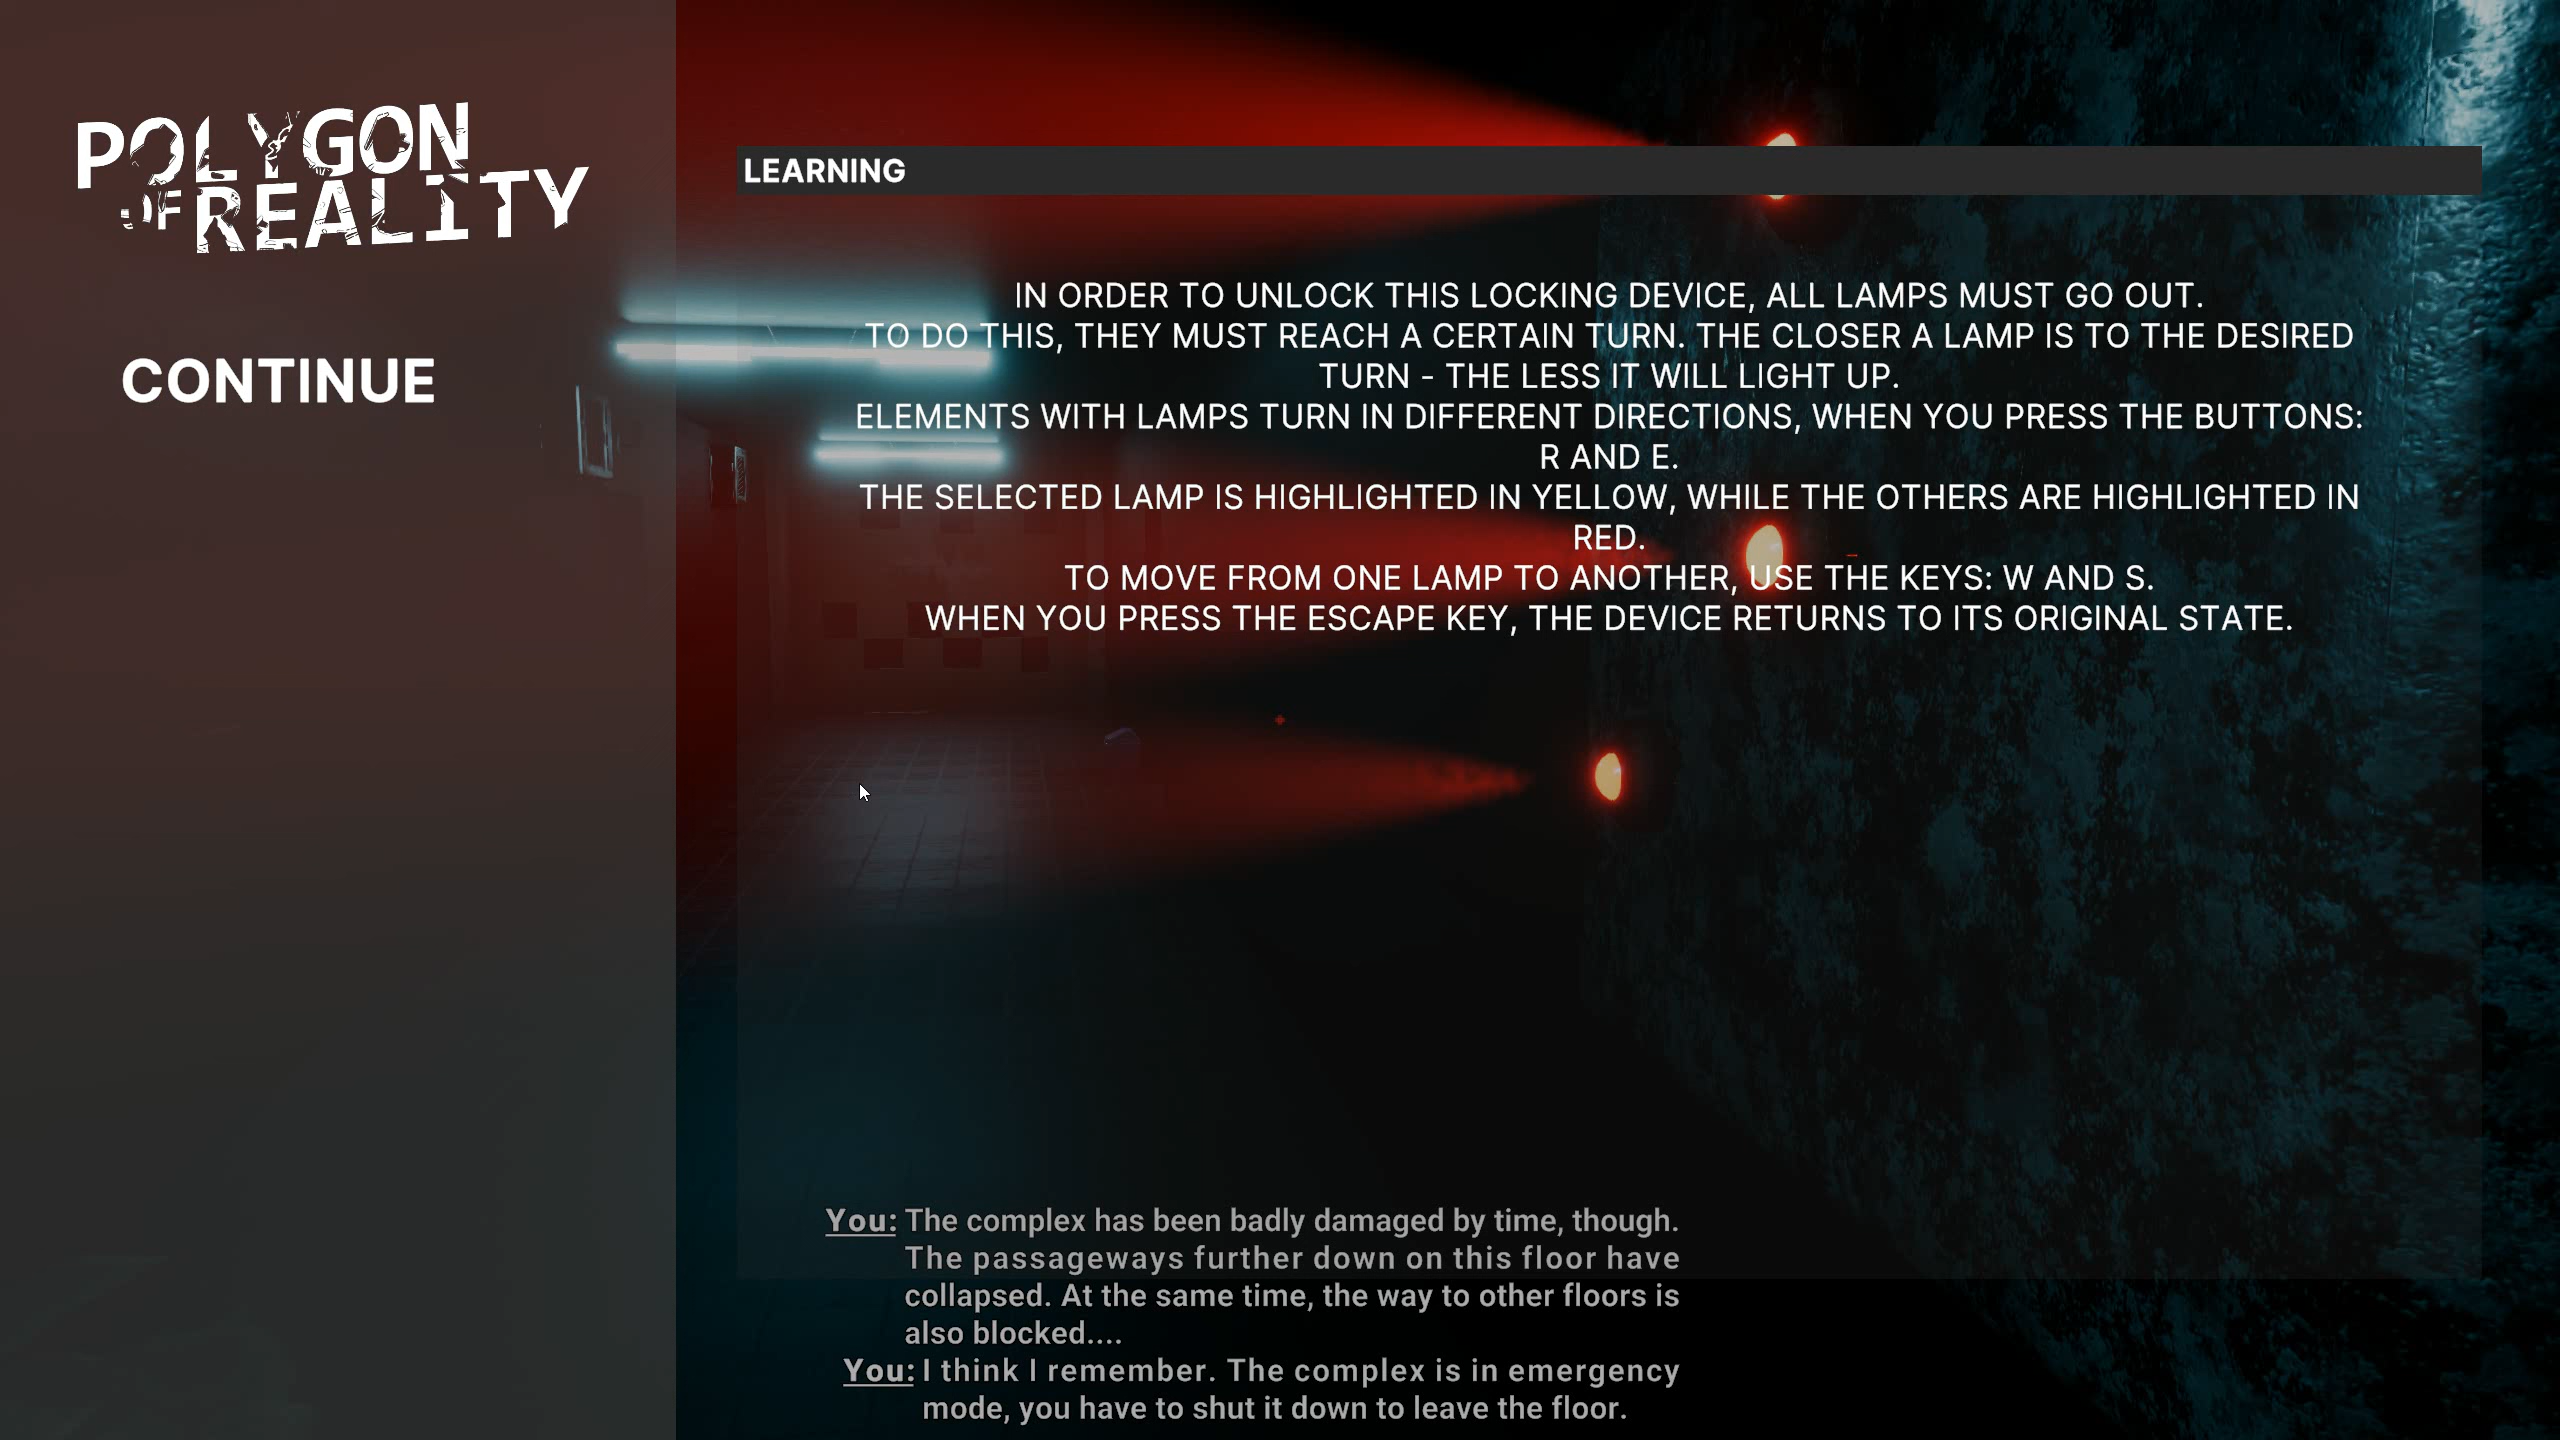 POLYGON
OF REALITY
CONTINUE
LEARNING
IN ORDER TO UNLOCK THIS LOCKING DEVICE, ALL LAMPS MUST GO OUT.
TO DO THIS, THEY MUST REACH A CERTAIN TURN. THE CLOSER A LAMP IS TO THE DESIRED
TURN - THE LESS IT WILL LIGHT UP.
ELEMENTS WITH LAMPS TURN IN DIFFERENT DIRECTIONS, WHEN YOU PRESS THE BUTTONS:
R AND E.
THE SELECTED LAMP IS HIGHLIGHTED IN YELLOW, WHILE THE OTHERS ARE HIGHLIGHTED IN
RED.
TO MOVE FROM ONE LAMP TO ANOTHER, USE THE KEYS: W AND S.
WHEN YOU PRESS THE ESCAPE KEY, THE DEVICE RETURNS TO ITS ORIGINAL STATE.
You: The complex has been badly damaged by time, though.
The passageways further down on this floor have
collapsed. At the same time, the way to other floors is
also blocked....
You: I think I remember. The complex is in emergency
mode, you have to shut it down to leave the floor.